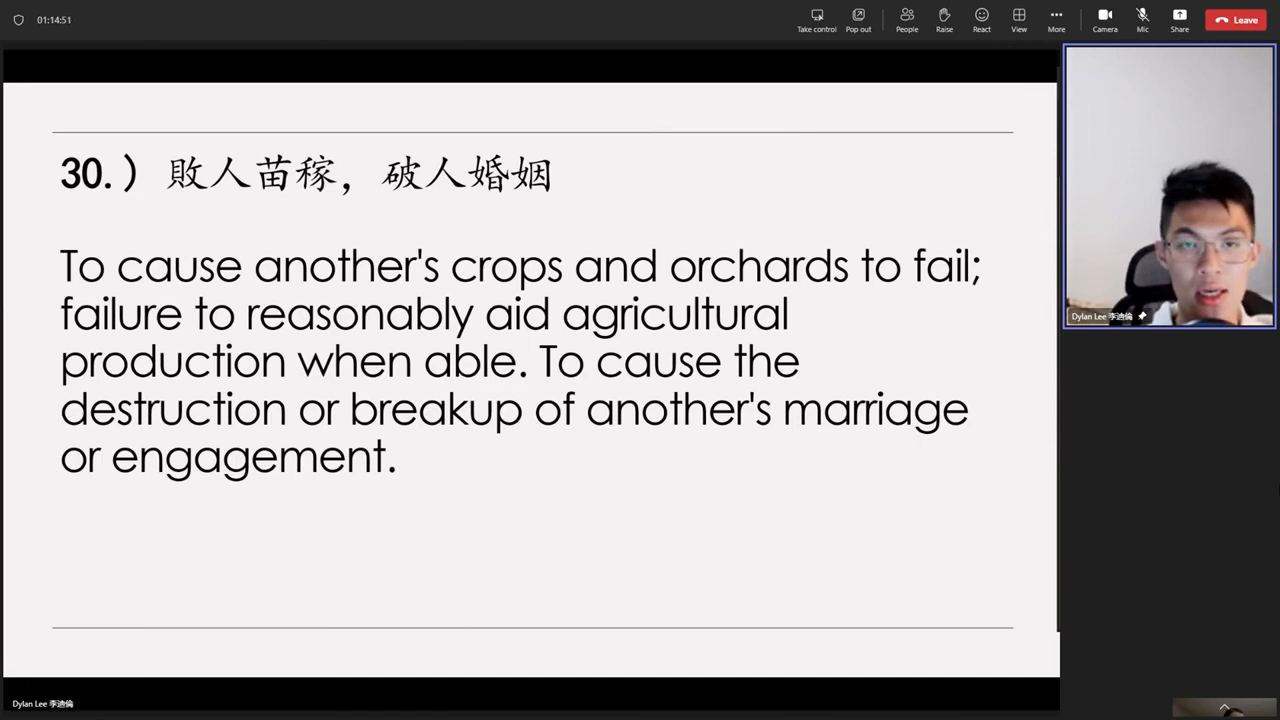 01:14:51
Take control
Pop out
People
Raise
React
View
More
Camera
Mic
Share
Leave
30.）敗人苗稼，破人婚姻
To cause another's crops and orchards to fail;
failure to reasonably aid agricultural
production when able. To cause the
destruction or breakup of another's marriage
or engagement.
Dylan Lee 李迪倫
Dylan Lee 李迪倫